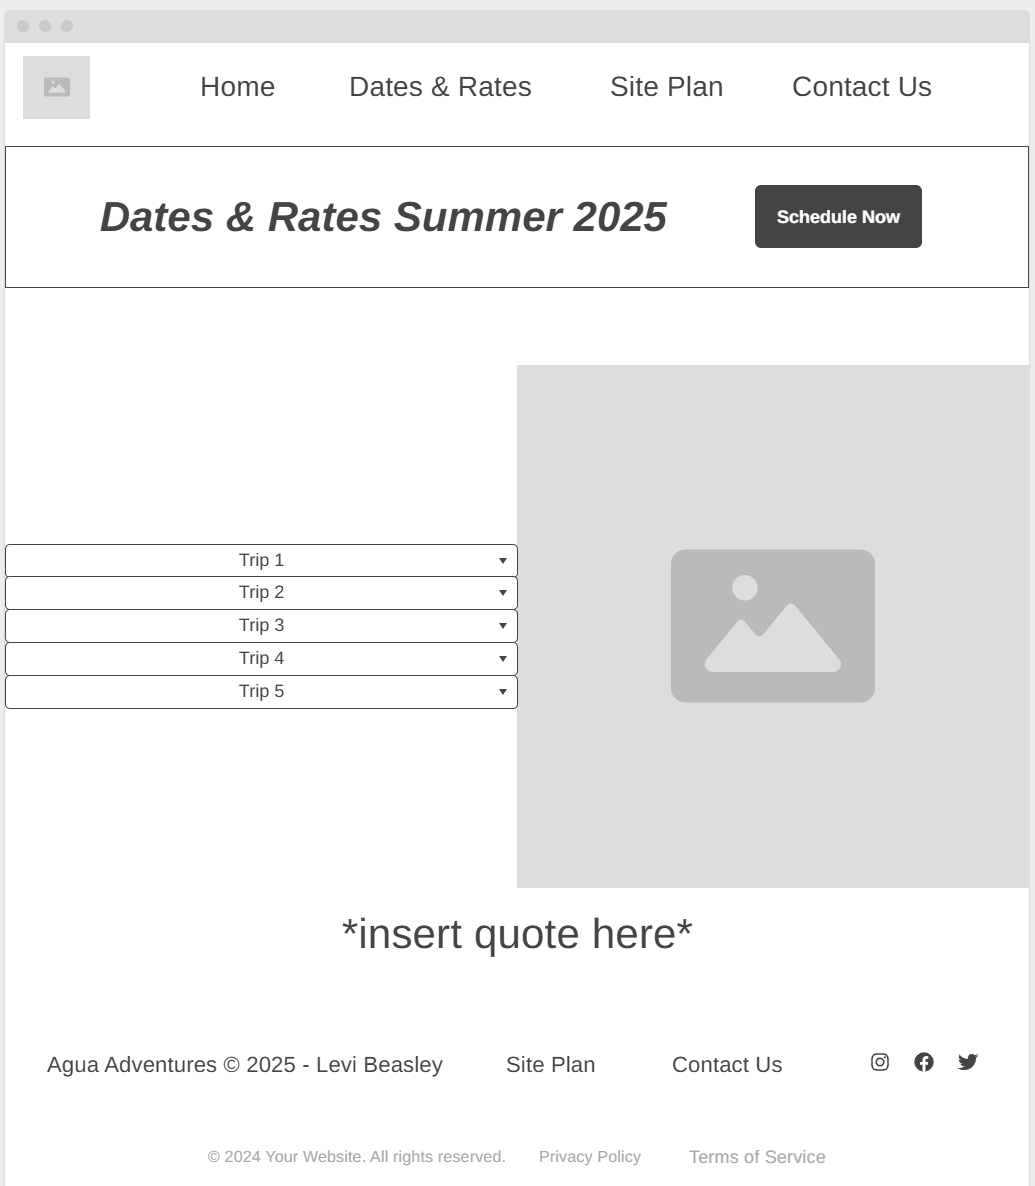 Home Dates & Rates Site Plan Contact Us
Dates & Rates Summer 2025 Schedule Now
Trip 1
Trip 2
Trip 3
Trip 4
Trip 5
*insert quote here*
Agua Adventures © 2025 - Levi Beasley Site Plan Contact Us
© 2024 Your Website. All rights reserved. Privacy Policy Terms of Service